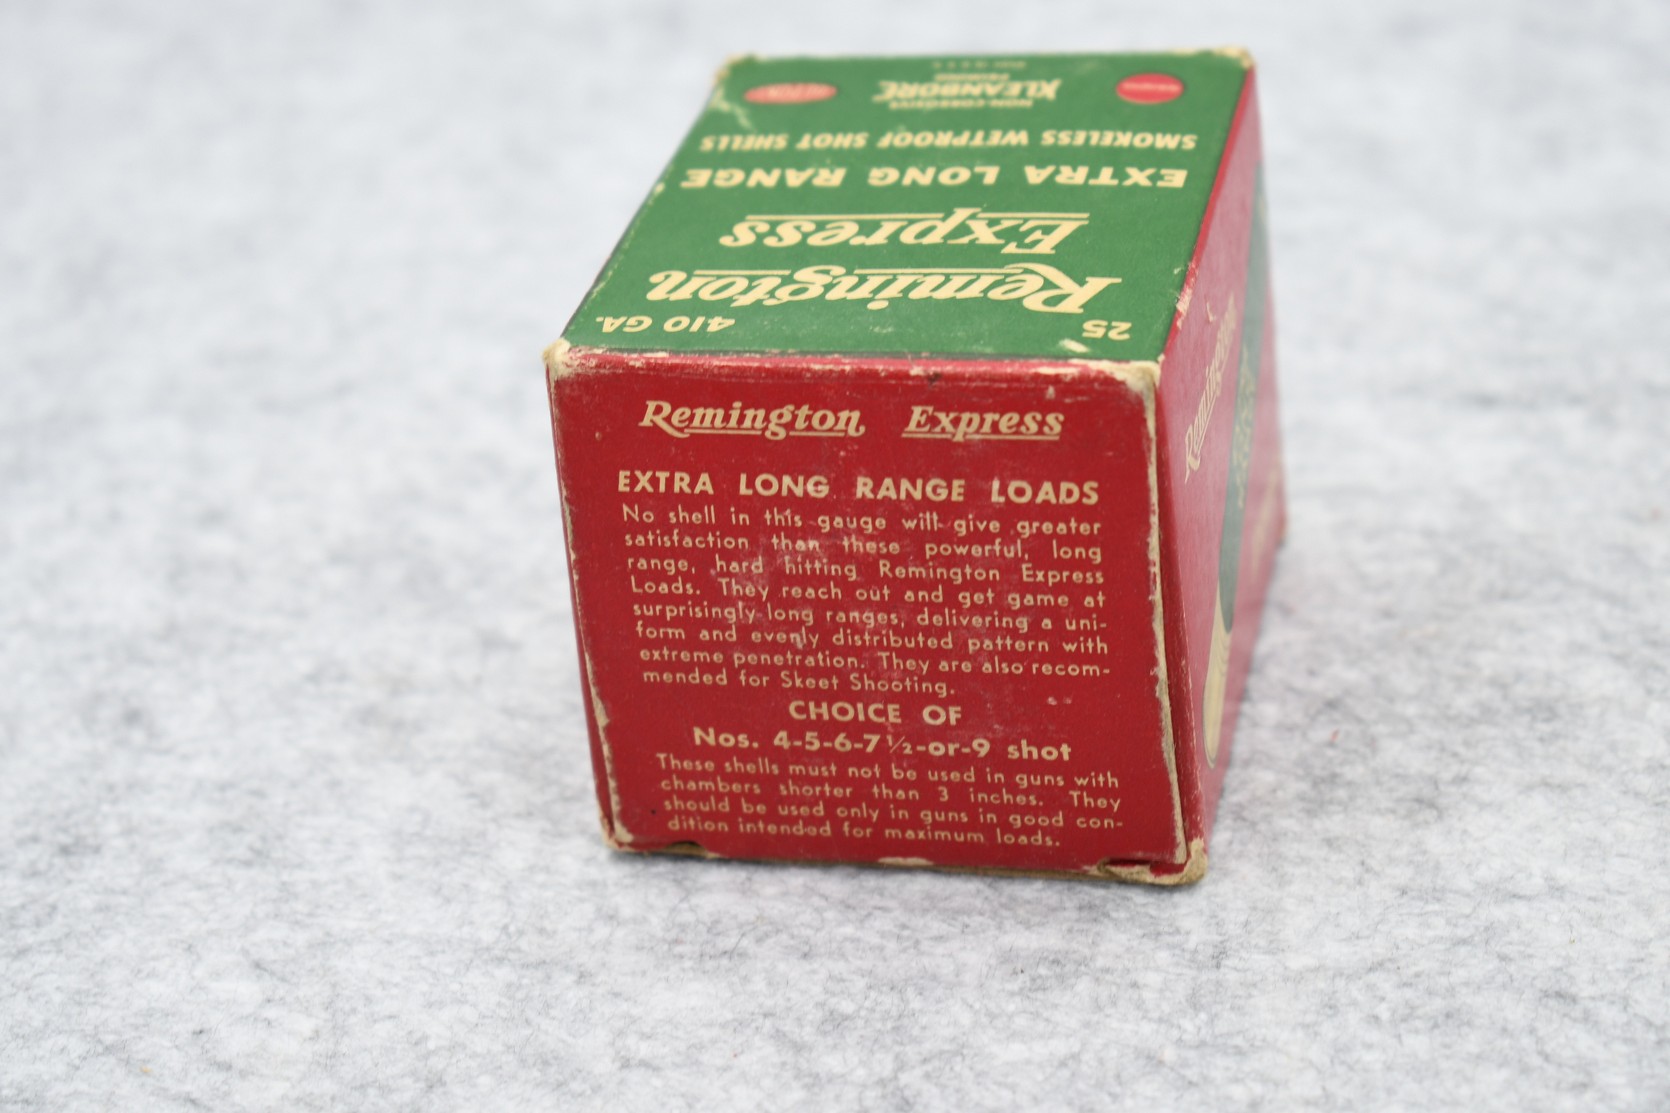 NON-CORROSIVE
KLEANBORE
PRIMING
SMOKELESS WETPROOF SHOT SHELLS
EXTRA LONG RANGE
Express
Remington
25 410 GA.
Remington Express
EXTRA LONG RANGE LOADS
No shell in this gauge will give greater
satisfaction than these powerful, long
range, hard hitting Remington Express
Loads. They reach out and get game at
surprisingly long ranges, delivering a uni-
form and evenly distributed pattern with
extreme penetration. They are also recom-
mended for Skeet Shooting.
CHOICE OF
Nos. 4-5-6-7½-or-9 shot
These shells must not be used in guns with
chambers shorter than 3 inches. They
should be used only in guns in good con-
dition intended for maximum loads.
Remington